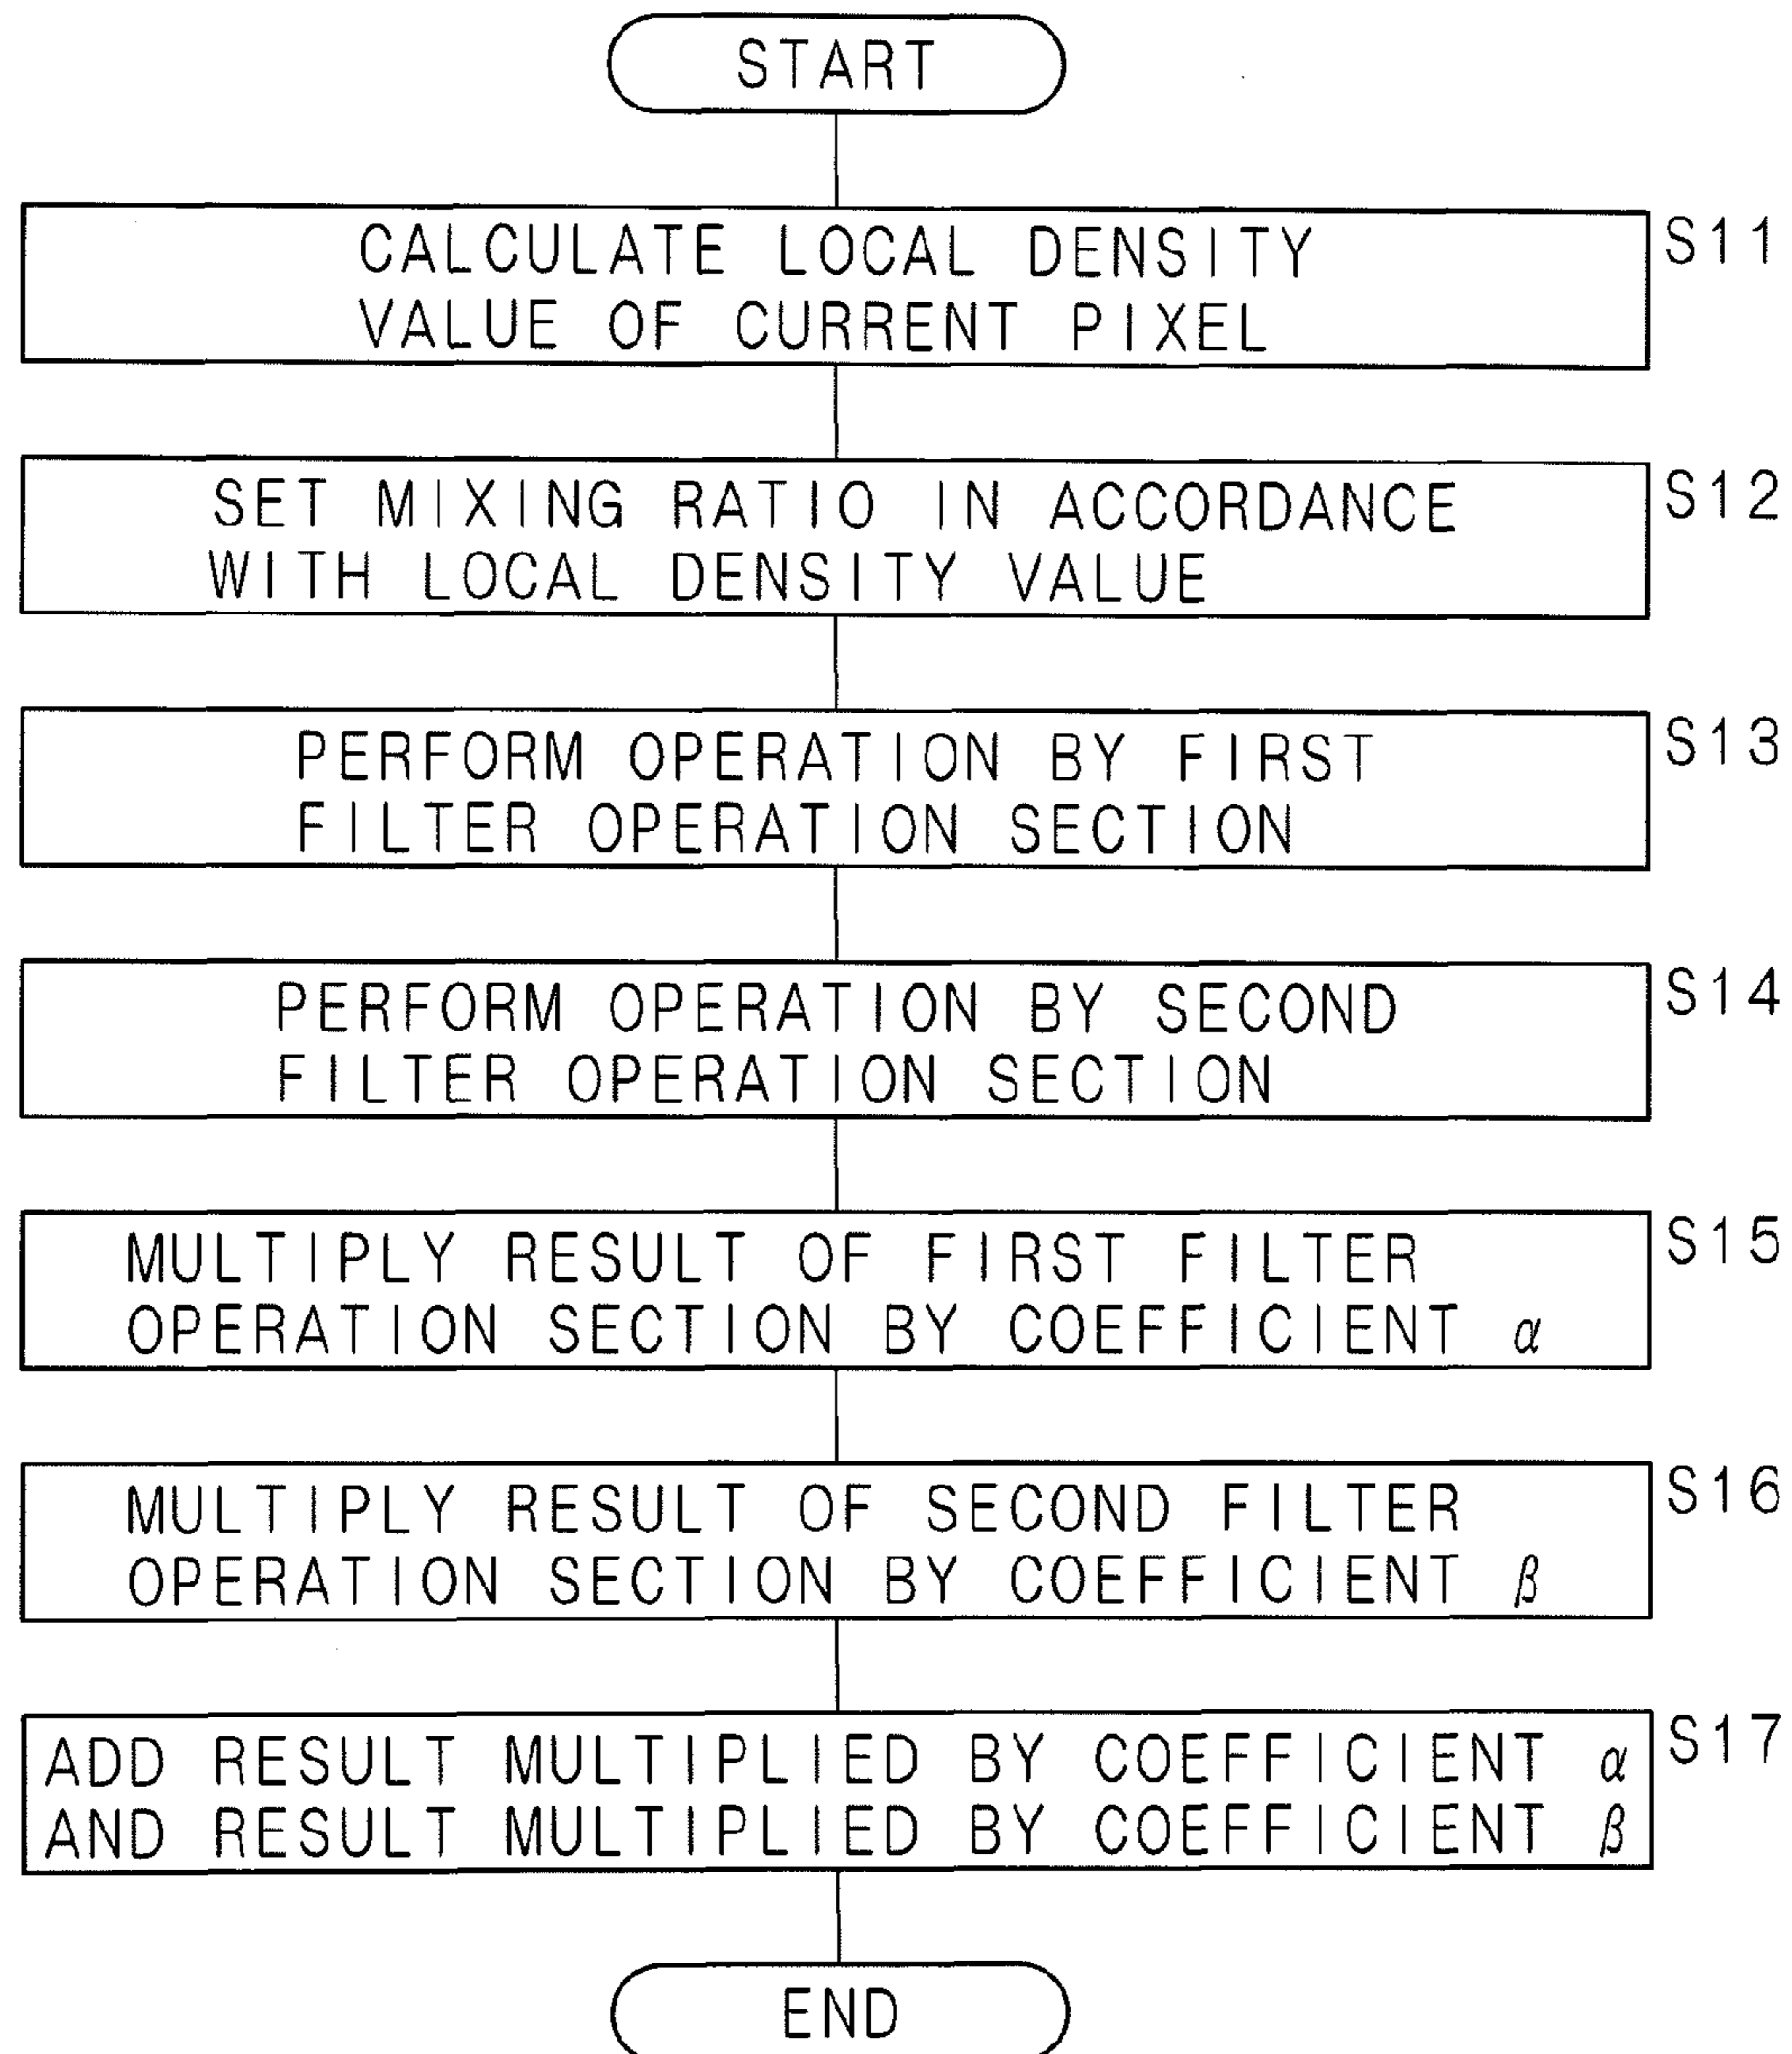 START
CALCULATE LOCAL DENSITY
VALUE OF CURRENT PIXEL
S11
SET MIXING RATIO IN ACCORDANCE
WITH LOCAL DENSITY VALUE
S12
PERFORM OPERATION BY FIRST
FILTER OPERATION SECTION
S13
PERFORM OPERATION BY SECOND
FILTER OPERATION SECTION
S14
MULTIPLY RESULT OF FIRST FILTER
OPERATION SECTION BY COEFFICIENT α
S15
MULTIPLY RESULT OF SECOND FILTER
OPERATION SECTION BY COEFFICIENT β
S16
ADD RESULT MULTIPLIED BY COEFFICIENT α
AND RESULT MULTIPLIED BY COEFFICIENT β
S17
END